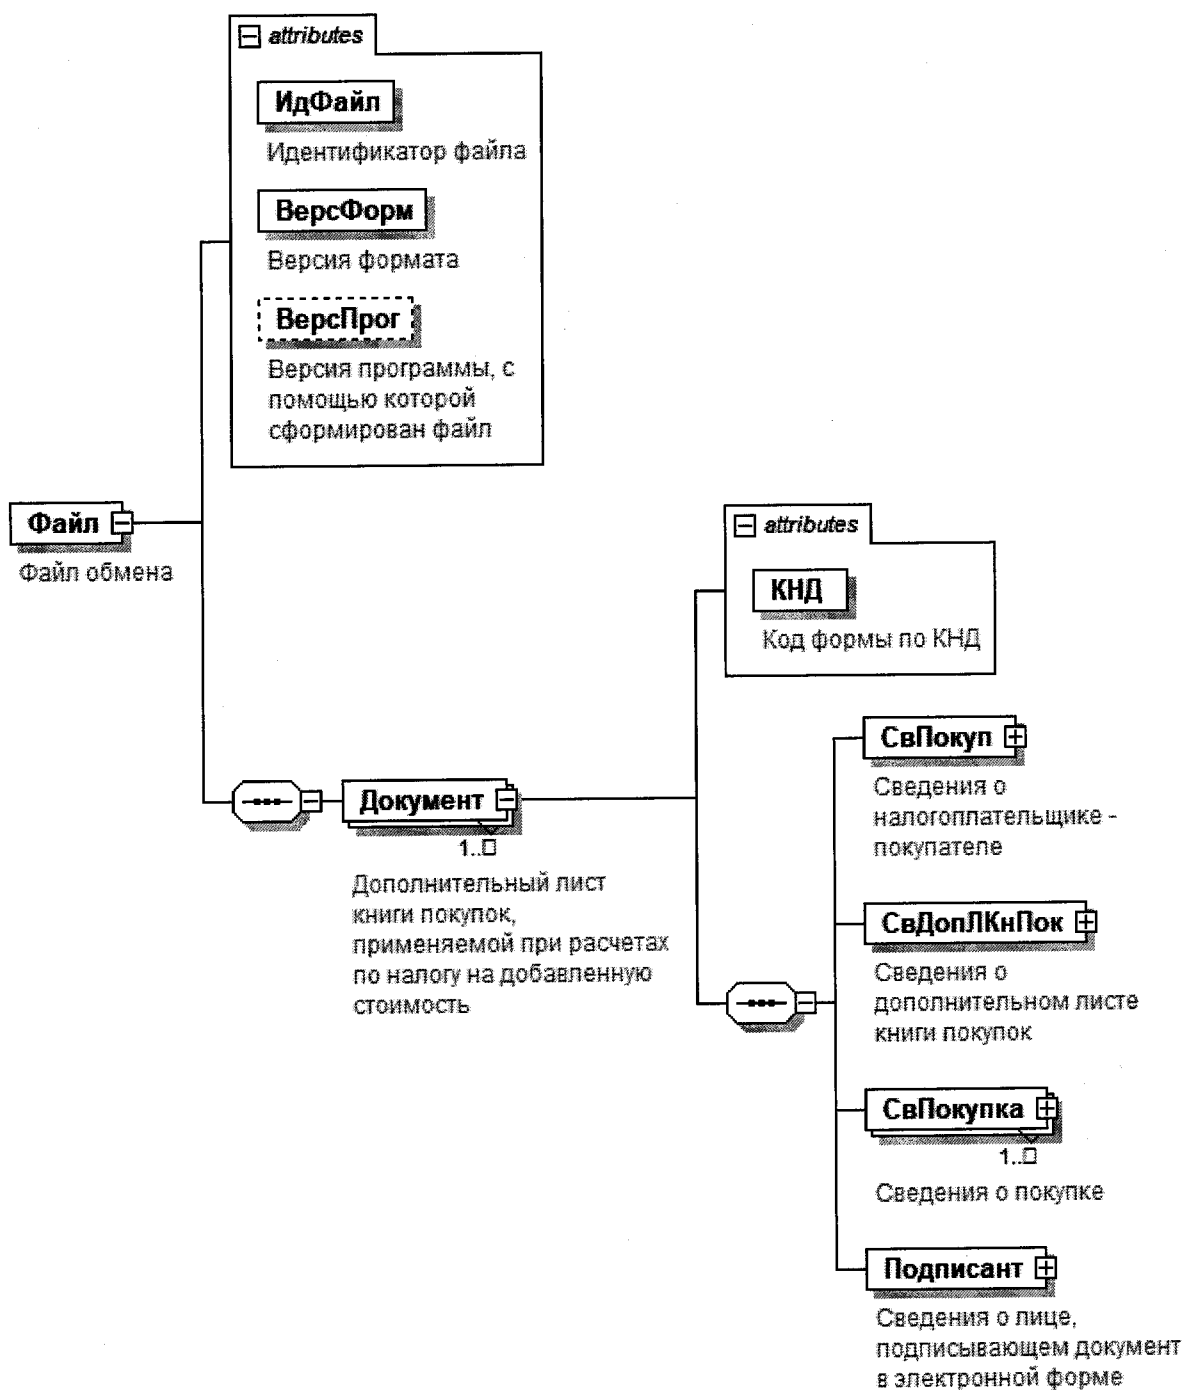 attributes
ИдФайл
Идентификатор файла
ВерсФорм
Версия формата
ВерсПрог
Версия программы, с
помощью которой
сформирован файл
Файл
Файл обмена
attributes
КНД
Код формы по КНД
Документ
1..□
Дополнительный лист
книги покупок,
применяемой при расчетах
по налогу на добавленную
стоимость
СвПокуп
Сведения о
налогоплательщике -
покупателе
СвДопЛКнПок
Сведения о
дополнительном листе
книги покупок
СвПокупка
1..□
Сведения о покупке
Подписант
Сведения о лице,
подписывающем документ
в электронной форме